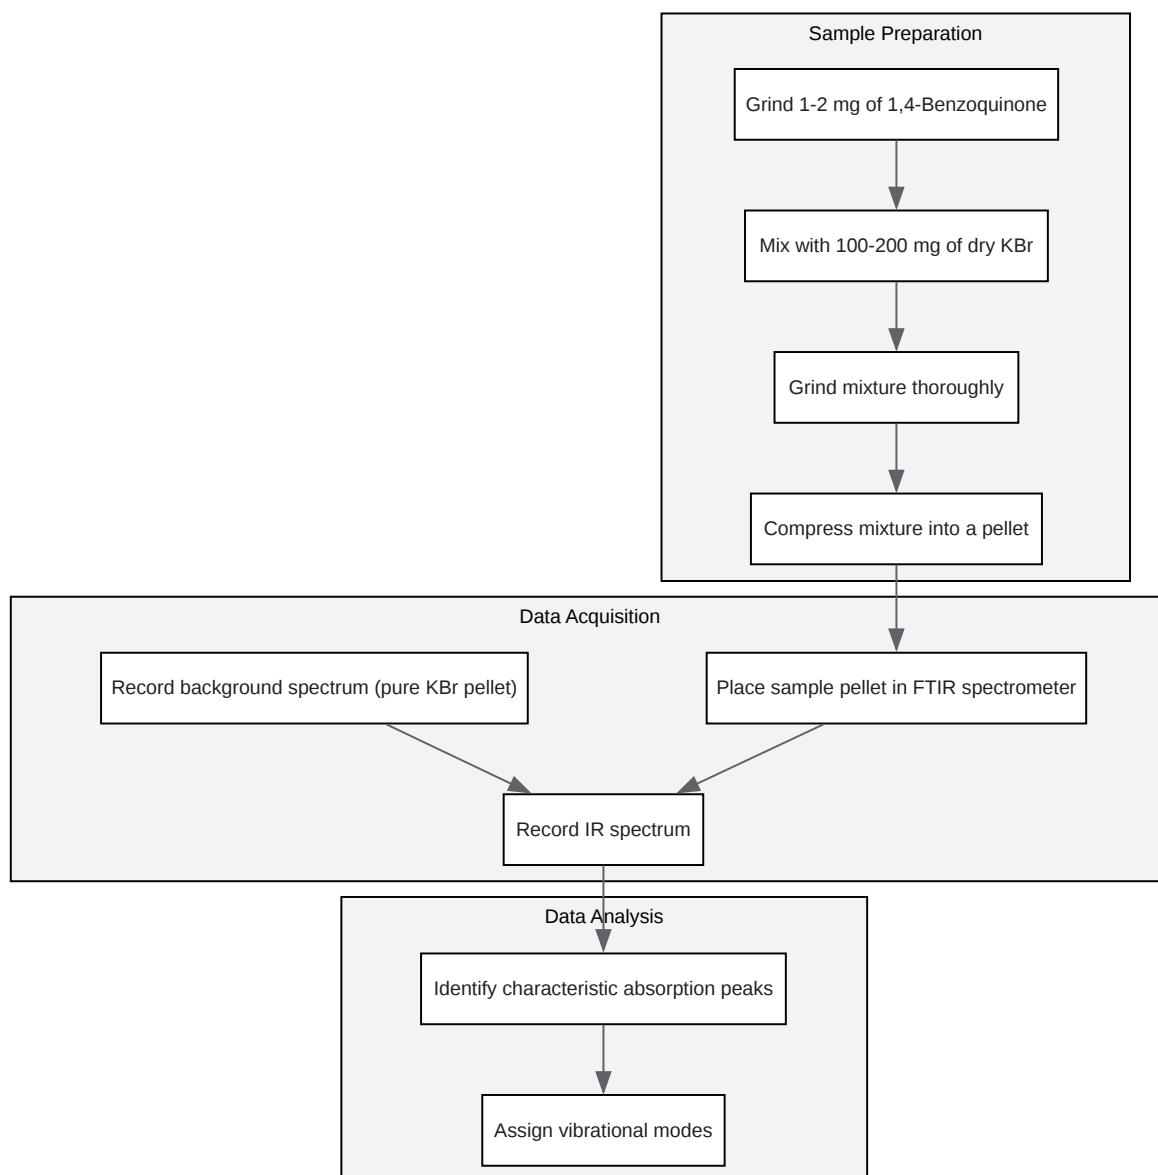 Sample Preparation
Grind 1-2 mg of 1,4-Benzoquinone
Mix with 100-200 mg of dry KBr
Grind mixture thoroughly
Compress mixture into a pellet
Data Acquisition
Record background spectrum (pure KBr pellet)
Place sample pellet in FTIR spectrometer
Record IR spectrum
Data Analysis
Identify characteristic absorption peaks
Assign vibrational modes